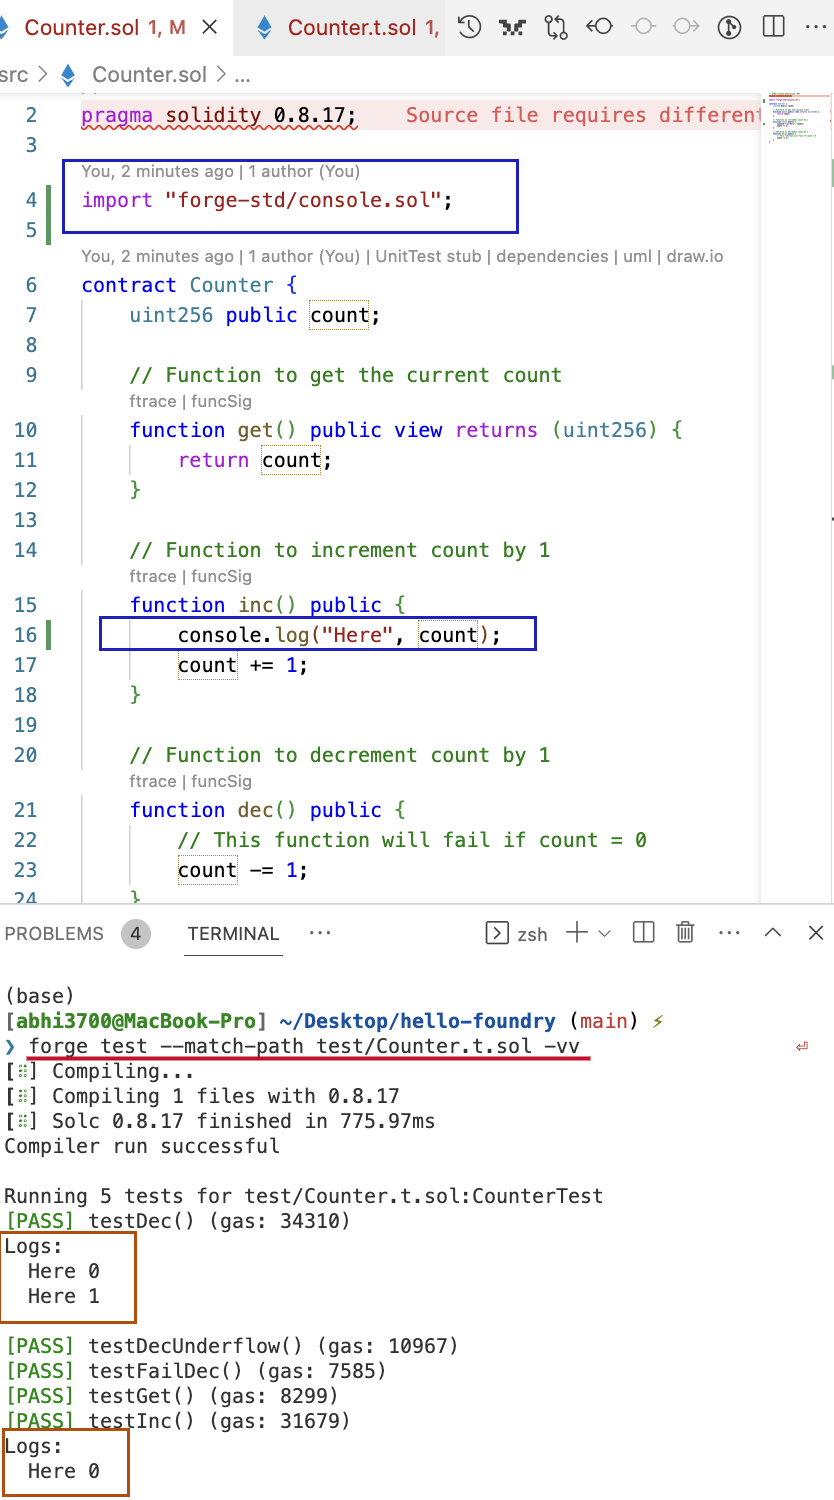 Counter.sol 1, M
Counter.t.sol 1,
src > Counter.sol > ...
2 pragma solidity 0.8.17; Source file requires different
3
You, 2 minutes ago | 1 author (You)
4 import "forge-std/console.sol";
5
You, 2 minutes ago | 1 author (You) | UnitTest stub | dependencies | uml | draw.io
6 contract Counter {
7 uint256 public count;
8
9 // Function to get the current count
ftrace | funcSig
10 function get() public view returns (uint256) {
11 return count;
12 }
13
14 // Function to increment count by 1
ftrace | funcSig
15 function inc() public {
16 console.log("Here", count);
17 count += 1;
18 }
19
20 // Function to decrement count by 1
ftrace | funcSig
21 function dec() public {
22 // This function will fail if count = 0
23 count -= 1;
24 }
PROBLEMS 4 TERMINAL ... zsh
(base)
[abhi3700@MacBook-Pro] ~/Desktop/hello-foundry (main) ⚡
❯ forge test --match-path test/Counter.t.sol -vv
[⠿] Compiling...
[⠿] Compiling 1 files with 0.8.17
[⠿] Solc 0.8.17 finished in 775.97ms
Compiler run successful
Running 5 tests for test/Counter.t.sol:CounterTest
[PASS] testDec() (gas: 34310)
Logs:
Here 0
Here 1
[PASS] testDecUnderflow() (gas: 10967)
[PASS] testFailDec() (gas: 7585)
[PASS] testGet() (gas: 8299)
[PASS] testInc() (gas: 31679)
Logs:
Here 0